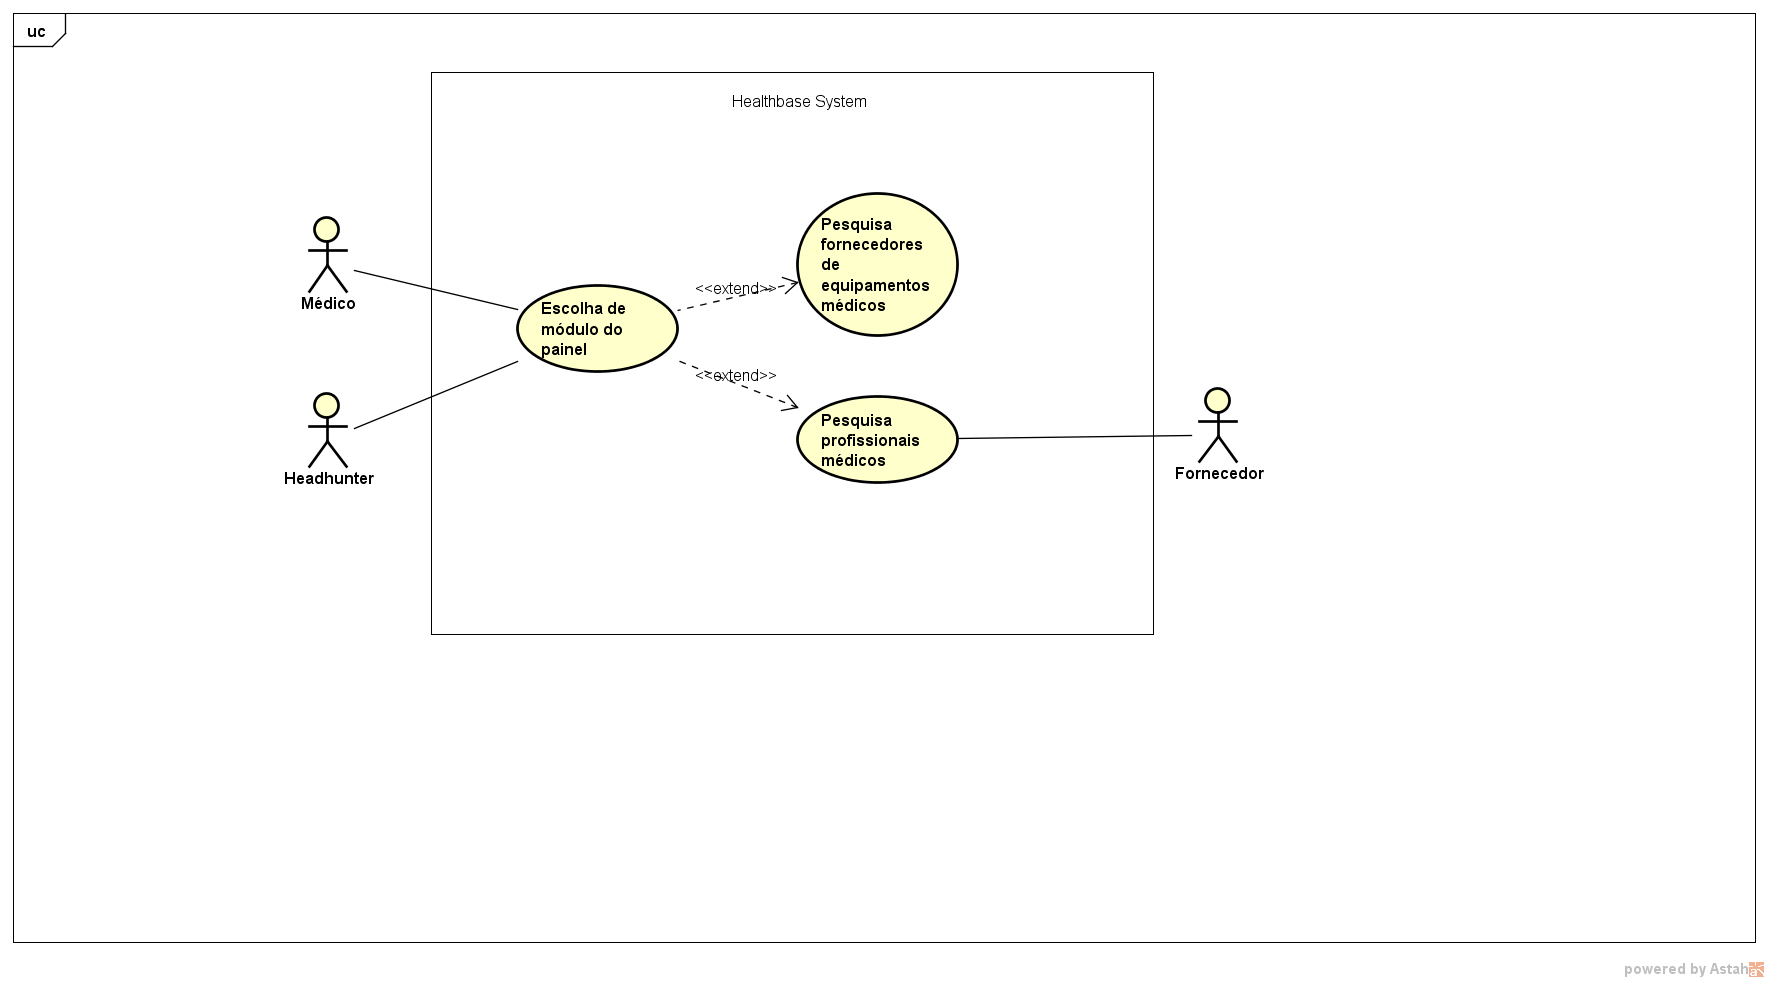 uc
Healthbase System
Médico
Headhunter
Escolha de
módulo do
painel
<<extend>>
<<extend>>
Pesquisa
fornecedores
de
equipamentos
médicos
Pesquisa
profissionais
médicos
Fornecedor
powered by Astah